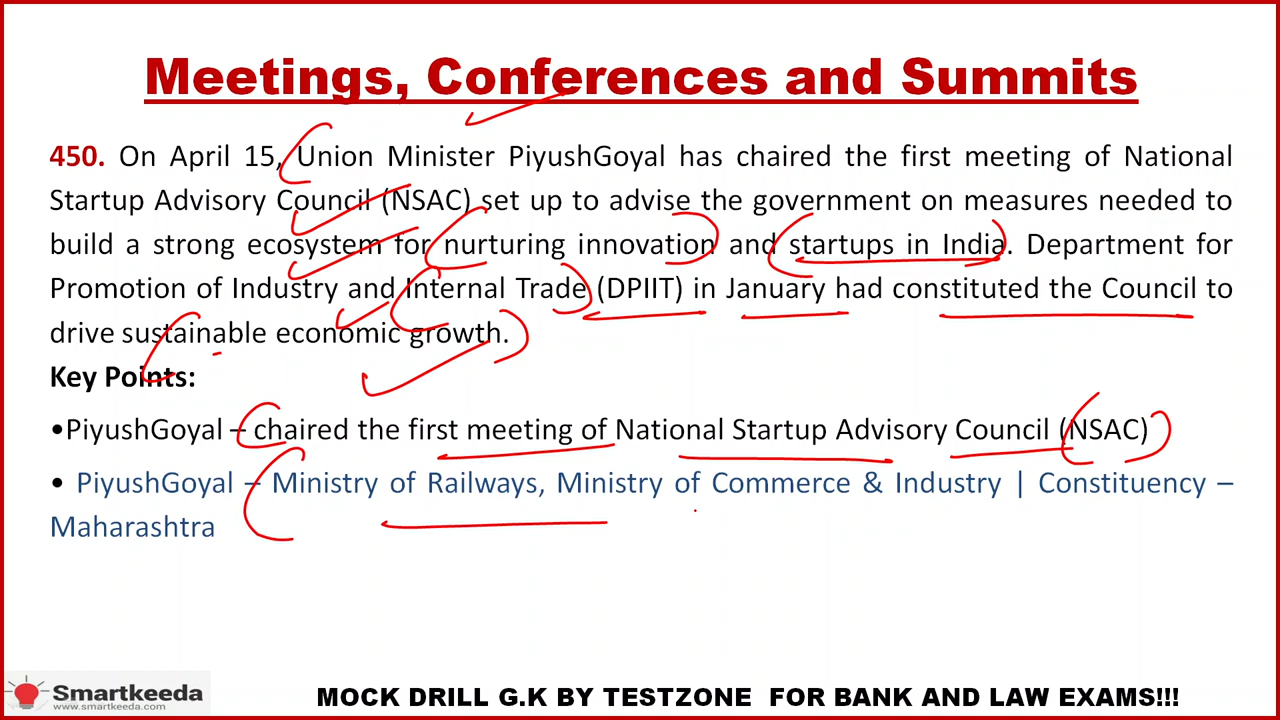 Meetings, Conferences and Summits
450. On April 15, Union Minister PiyushGoyal has chaired the first meeting of National
Startup Advisory Council (NSAC) set up to advise the government on measures needed to
build a strong ecosystem for nurturing innovation and startups in India. Department for
Promotion of Industry and Internal Trade (DPIIT) in January had constituted the Council to
drive sustainable economic growth.
Key Points:
•PiyushGoyal – chaired the first meeting of National Startup Advisory Council (NSAC)
• PiyushGoyal – Ministry of Railways, Ministry of Commerce & Industry | Constituency –
Maharashtra
Smartkeeda
www.smartkeeda.com
MOCK DRILL G.K BY TESTZONE FOR BANK AND LAW EXAMS!!!